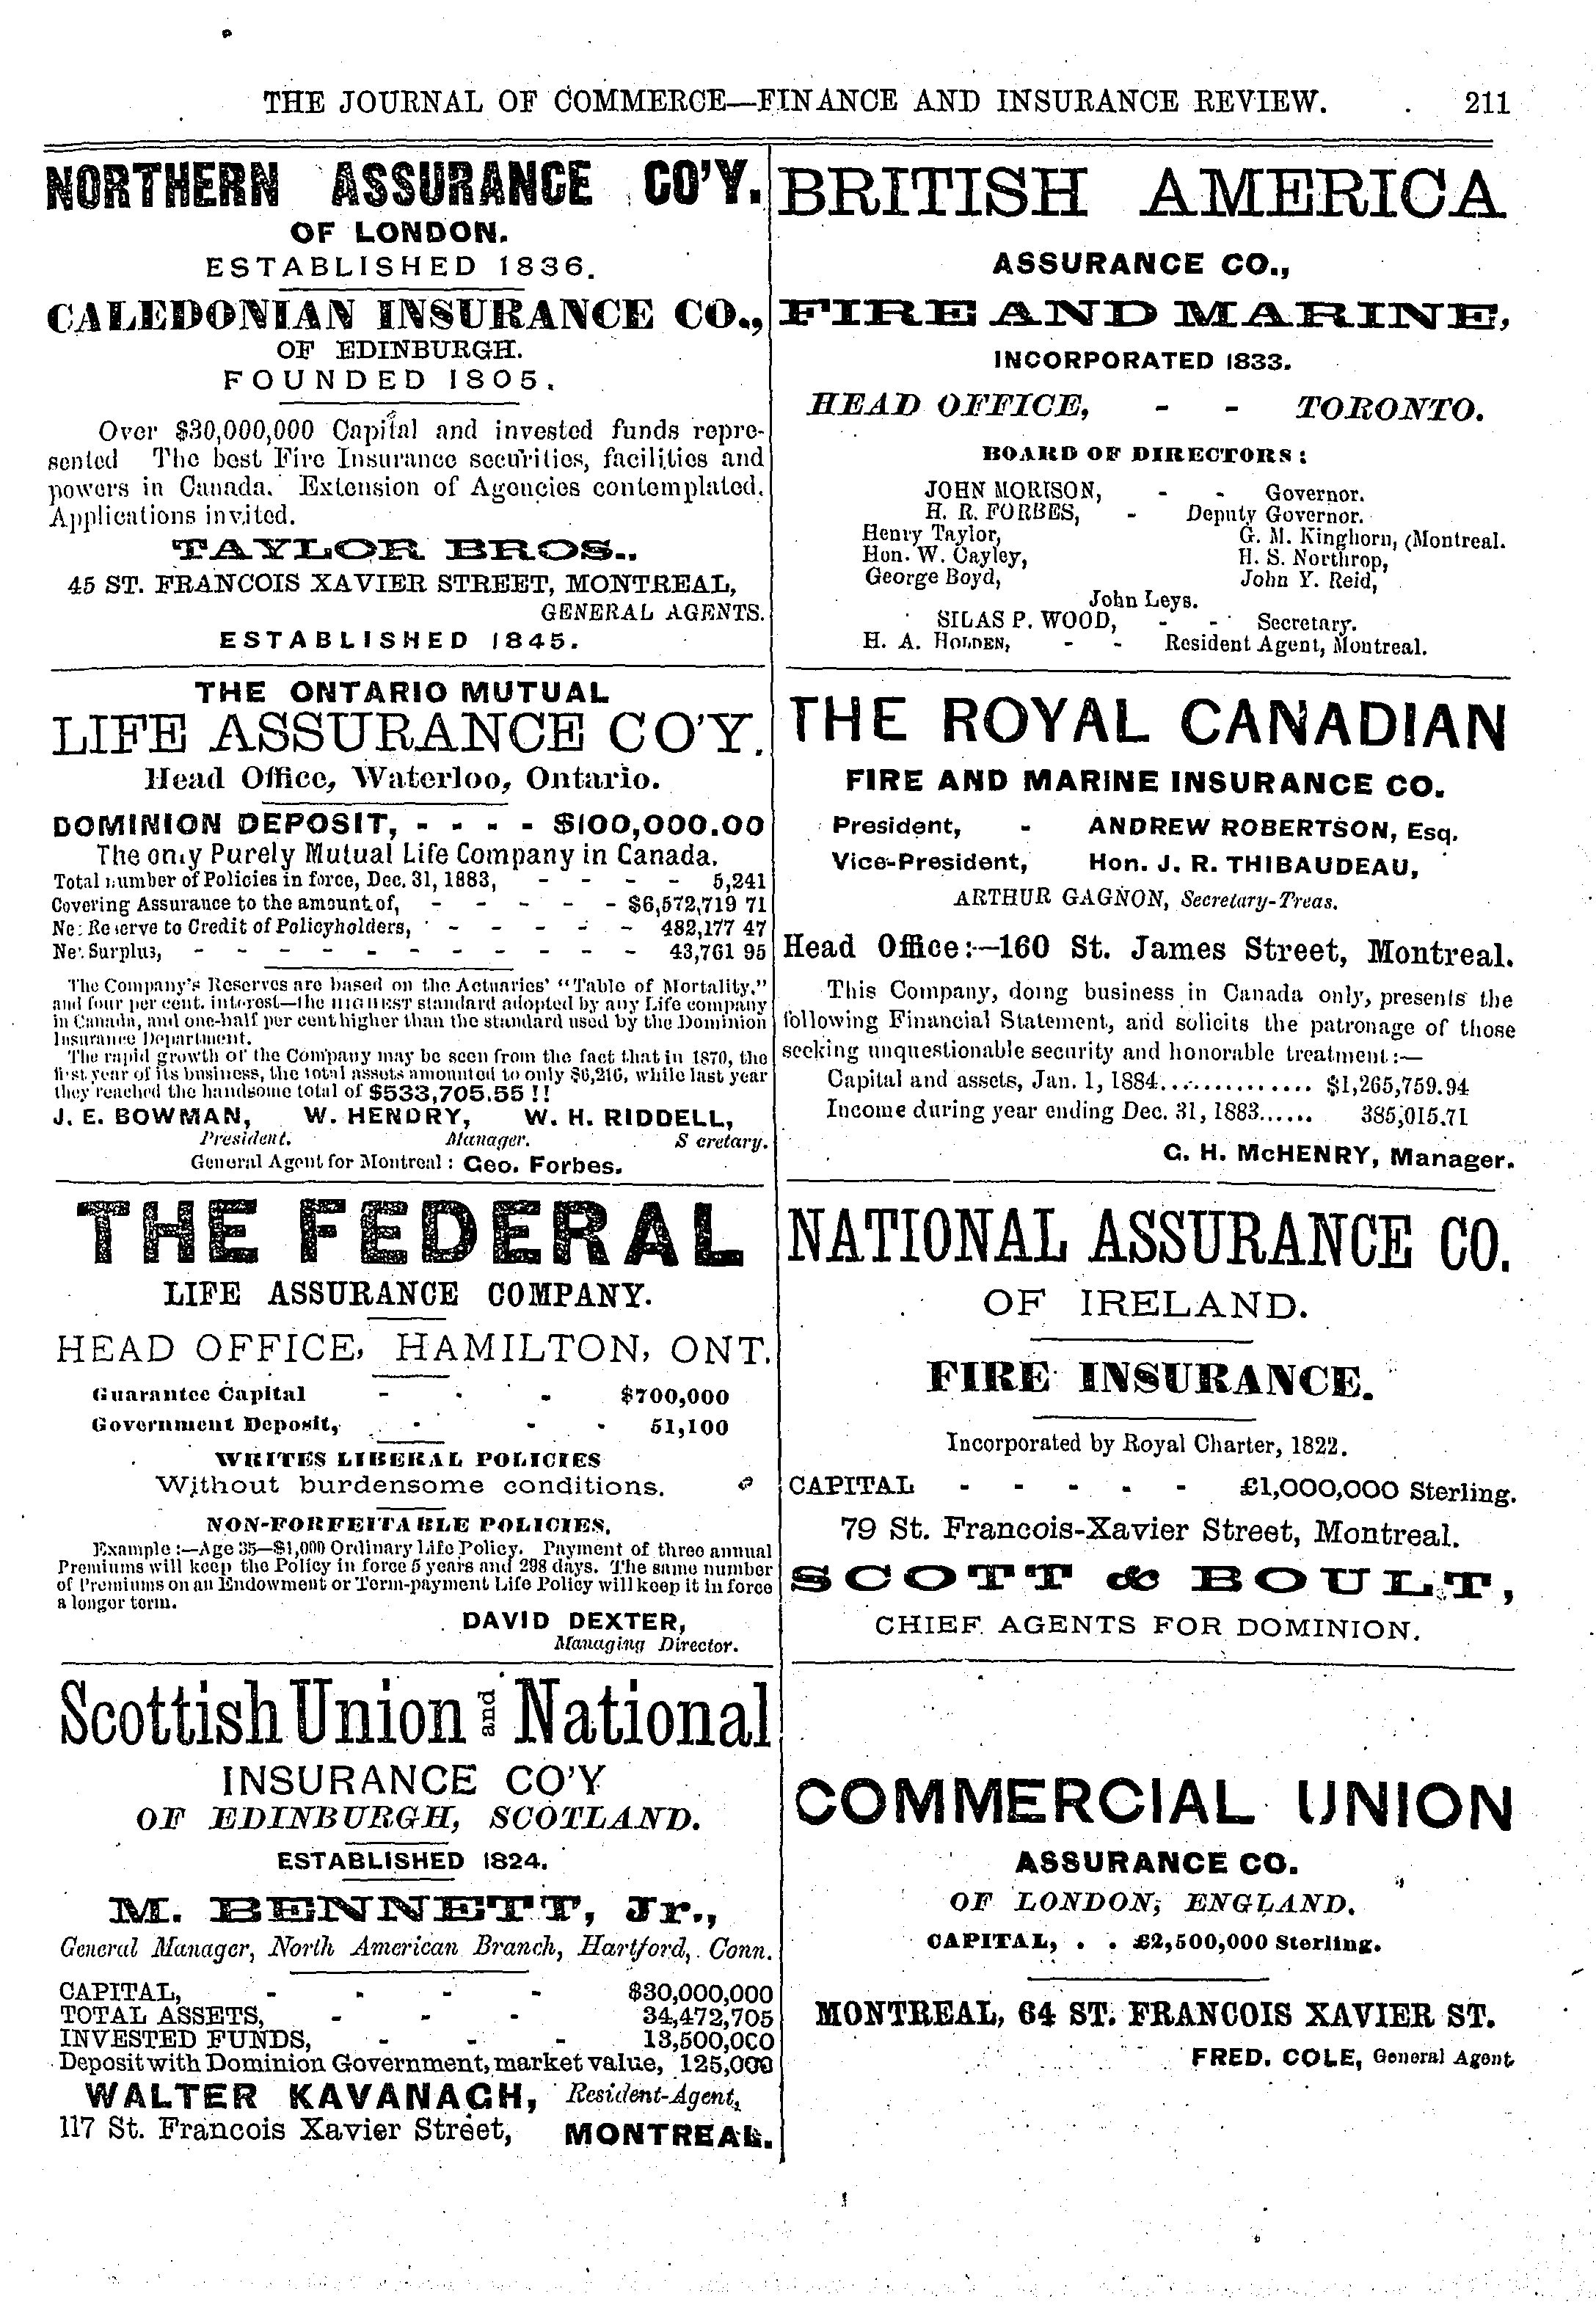 THE JOURNAL OF COMMERCE—FINANCE AND INSURANCE REVIEW. 211
NORTHERN ASSURANCE CO'Y.
OF LONDON.
ESTABLISHED 1836.
CALEDONIAN INSURANCE CO.,
OF EDINBURGH.
FOUNDED 1805.
Over $30,000,000 Capital and invested funds repre-
sented The best Fire Insurance securities, facilities and
powers in Canada. Extension of Agencies contemplated.
Applications invited.
TAYLOR BROS.,
45 ST. FRANCOIS XAVIER STREET, MONTREAL,
GENERAL AGENTS.
ESTABLISHED 1845.
THE ONTARIO MUTUAL
LIFE ASSURANCE CO'Y.
Head Office, Waterloo, Ontario.
DOMINION DEPOSIT, - - - - $100,000.00
The only Purely Mutual Life Company in Canada.
Total number of Policies in force, Dec. 31, 1883, - - - - 5,241
Covering Assurance to the amount of, - - - - - $6,572,719 71
Net Reserve to Credit of Policyholders, - - - - - 482,177 47
Net Surplus, - - - - - - - - - - - 43,761 95
The Company's Reserves are based on the Actuaries' "Table of Mortality,"
and four per cent. interest—the HIGHEST standard adopted by any Life company
in Canada, and one-half per cent higher than the standard used by the Dominion
Insurance Department.
The rapid growth of the Company may be seen from the fact that in 1870, the
first year of its business, the total assets amounted to only $6,216, while last year
they reached the handsome total of $533,705.55 !!
J. E. BOWMAN, W. HENDRY, W. H. RIDDELL,
President. Manager. S cretary.
General Agent for Montreal : Geo. Forbes.
THE FEDERAL
LIFE ASSURANCE COMPANY.
HEAD OFFICE, HAMILTON, ONT.
Guarantee Capital - - - $700,000
Government Deposit, - - - 51,100
WRITES LIBERAL POLICIES
Without burdensome conditions.
NON-FORFEITABLE POLICIES.
Example :—Age 35—$1,000 Ordinary Life Policy. Payment of three annual
Premiums will keep the Policy in force 5 years and 298 days. The same number
of Premiums on an Endowment or Term-payment Life Policy will keep it in force
a longer term.
DAVID DEXTER,
Managing Director.
Scottish Union and National
INSURANCE CO'Y
OF EDINBURGH, SCOTLAND.
ESTABLISHED 1824.
M. BENNETT, Jr.,
General Manager, North American Branch, Hartford, Conn.
CAPITAL, - - - - $30,000,000
TOTAL ASSETS, - - - 34,472,705
INVESTED FUNDS, - - - 13,500,000
Deposit with Dominion Government, market value, 125,000
WALTER KAVANAGH, Resident-Agent,
117 St. Francois Xavier Street, MONTREAL.
BRITISH AMERICA
ASSURANCE CO.,
FIRE AND MARINE,
INCORPORATED 1833.
HEAD OFFICE, - - TORONTO.
BOARD OF DIRECTORS :
JOHN MORISON, - - Governor.
H. R. FORBES, - Deputy Governor.
Henry Taylor, G. M. Kinghorn, (Montreal.
Hon. W. Cayley, H. S. Northrop,
George Boyd, John Y. Reid,
John Leys.
SILAS P. WOOD, - - Secretary.
H. A. HOLDEN, - - Resident Agent, Montreal.
THE ROYAL CANADIAN
FIRE AND MARINE INSURANCE CO.
President, - ANDREW ROBERTSON, Esq.
Vice-President, Hon. J. R. THIBAUDEAU,
ARTHUR GAGNON, Secretary-Treas.
Head Office:—160 St. James Street, Montreal.
This Company, doing business in Canada only, presents the
following Financial Statement, and solicits the patronage of those
seeking unquestionable security and honorable treatment:—
Capital and assets, Jan. 1, 1884............... $1,265,759.94
Income during year ending Dec. 31, 1883...... 385,015.71
G. H. McHENRY, Manager.
NATIONAL ASSURANCE CO.
OF IRELAND.
FIRE INSURANCE.
Incorporated by Royal Charter, 1822.
CAPITAL - - - - - £1,000,000 Sterling.
79 St. Francois-Xavier Street, Montreal.
SCOTT & BOULT,
CHIEF AGENTS FOR DOMINION.
COMMERCIAL UNION
ASSURANCE CO.
OF LONDON, ENGLAND.
CAPITAL, . . £2,500,000 Sterling.
MONTREAL, 64 ST. FRANCOIS XAVIER ST.
FRED. COLE, General Agent